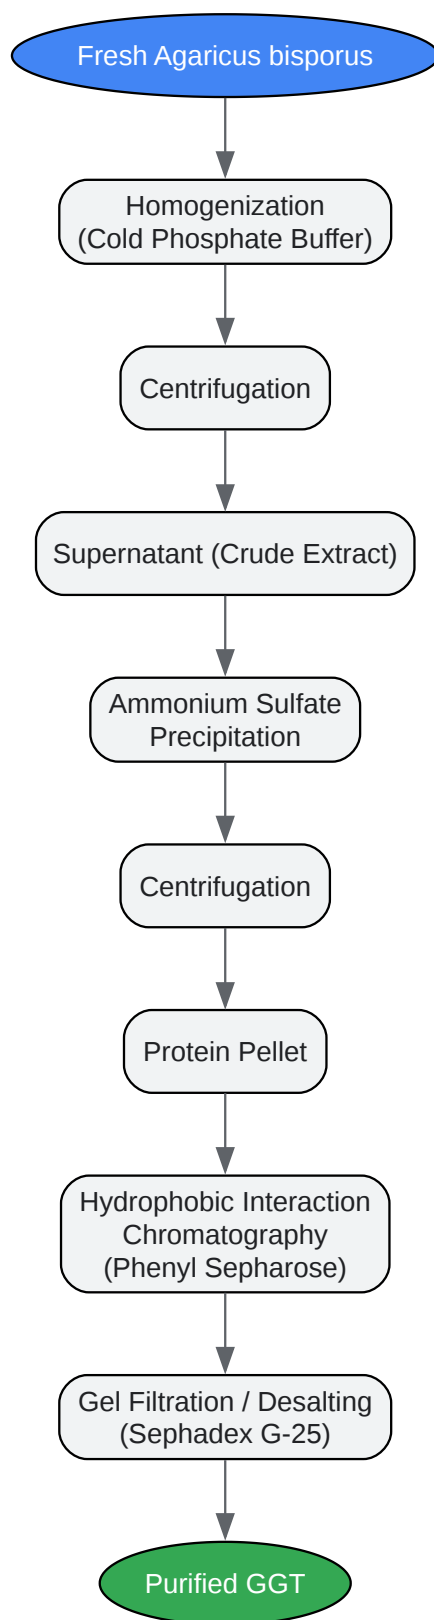 Fresh Agaricus bisporus
Homogenization
(Cold Phosphate Buffer)
Centrifugation
Supernatant (Crude Extract)
Ammonium Sulfate
Precipitation
Centrifugation
Protein Pellet
Hydrophobic Interaction
Chromatography
(Phenyl Sepharose)
Gel Filtration / Desalting
(Sephadex G-25)
Purified GGT